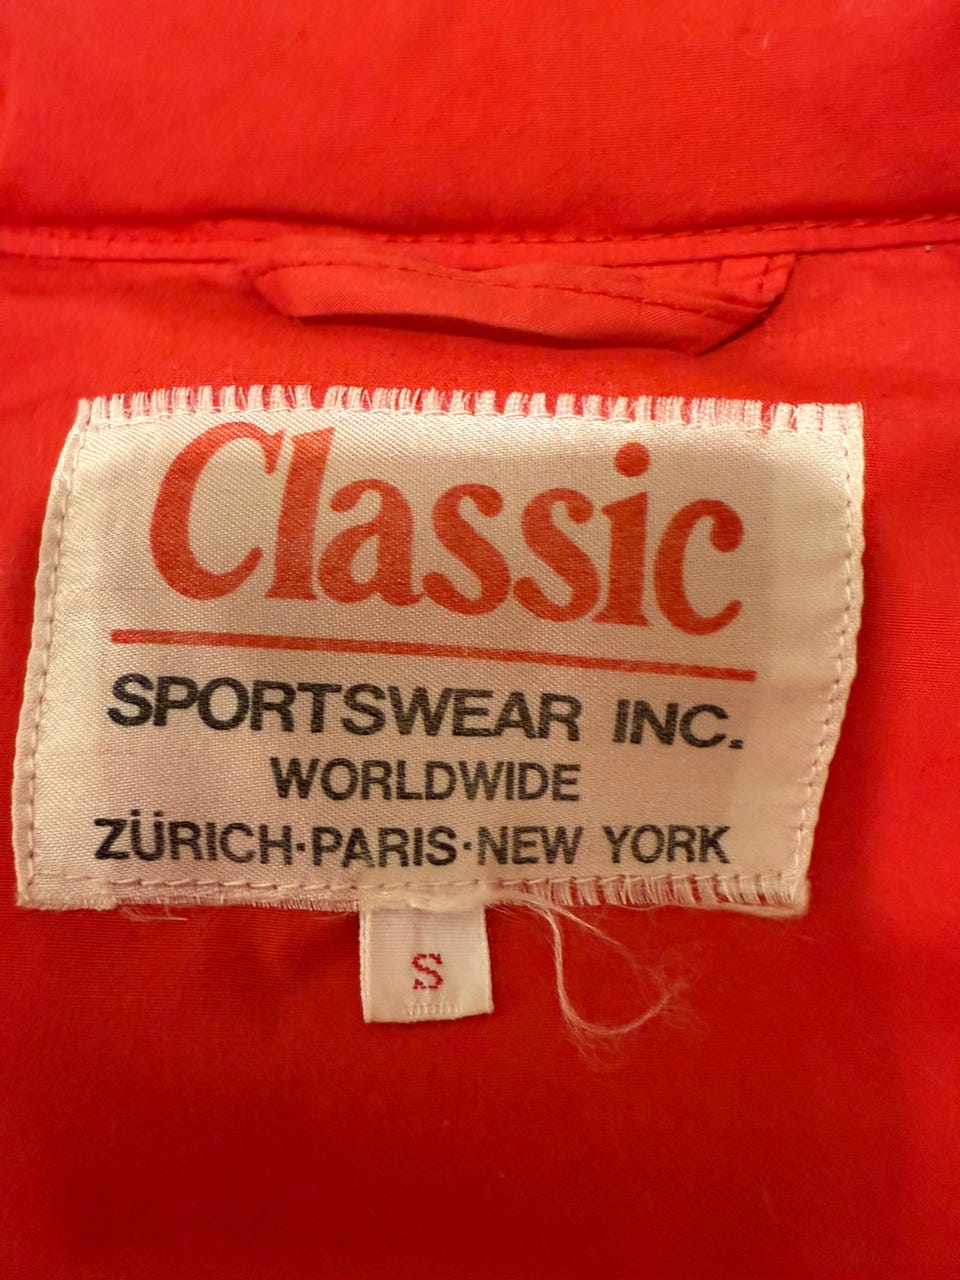 Classic
SPORTSWEAR INC.
WORLDWIDE
ZÜRICH·PARIS·NEW YORK
S